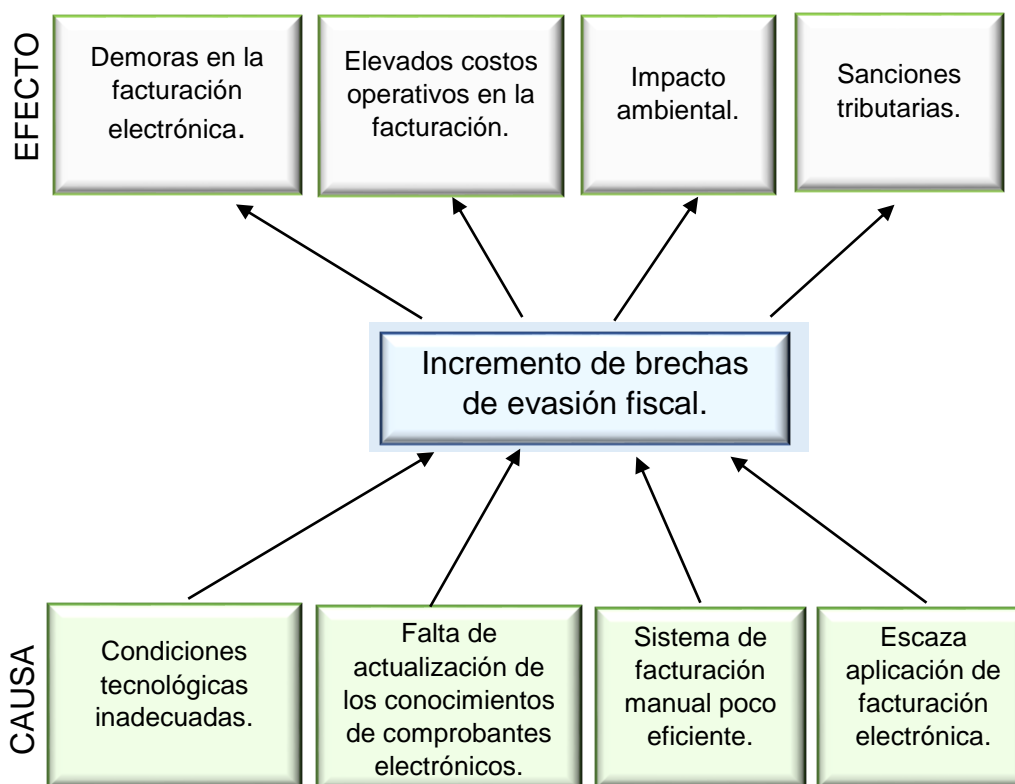 EFECTO
Demoras en la
facturación
electrónica.
Elevados costos
operativos en la
facturación.
Impacto
ambiental.
Sanciones
tributarias.
Incremento de brechas
de evasión fiscal.
CAUSA
Condiciones
tecnológicas
inadecuadas.
Falta de
actualización de
los conocimientos
de comprobantes
electrónicos.
Sistema de
facturación
manual poco
eficiente.
Escaza
aplicación de
facturación
electrónica.